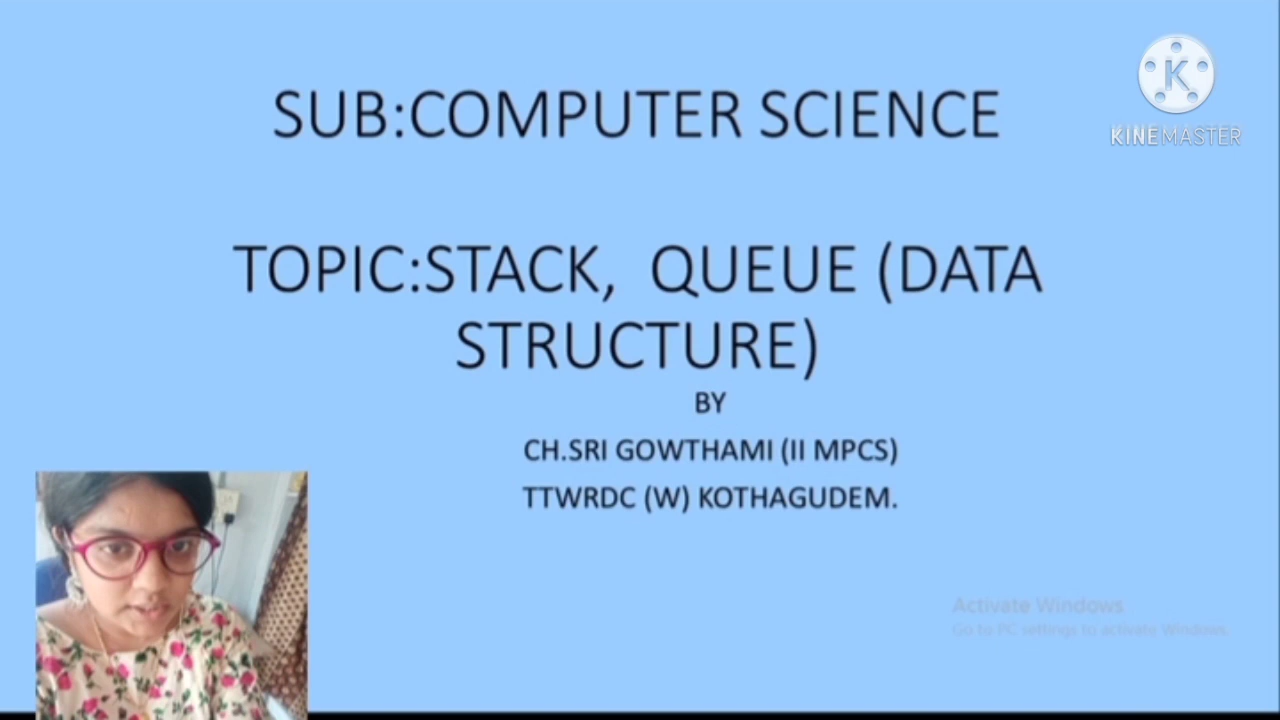 SUB:COMPUTER SCIENCE
K
KINEMASTER
TOPIC:STACK, QUEUE (DATA
STRUCTURE)
BY
CH.SRI GOWTHAMI (II MPCS)
TTWRDC (W) KOTHAGUDEM.
Activate Windows
Go to PC settings to activate Windows.